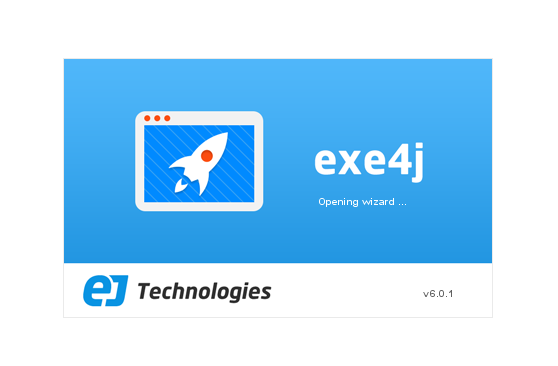 exe4j
Opening wizard ...
ej Technologies
v6.0.1